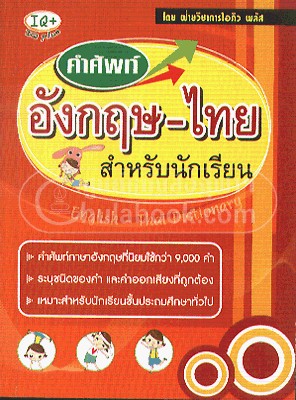 IQ+
โดย ฝ่ายวิชาการไอคิว พลัส
คำศัพท์
อังกฤษ-ไทย
สำหรับนักเรียน
English - Thai Dictionary
คำศัพท์ภาษาอังกฤษที่นิยมใช้กว่า 9,000 คำ
ระบุชนิดของคำ และคำออกเสียงที่ถูกต้อง
เหมาะสำหรับนักเรียนชั้นประถมศึกษาทั่วไป